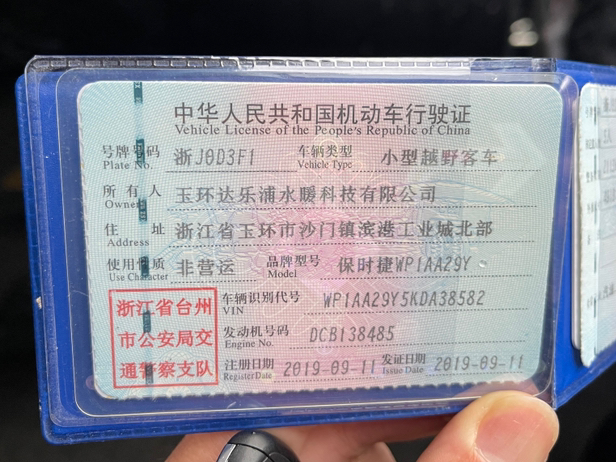 中华人民共和国机动车行驶证
Vehicle License of the People's Republic of China
号牌号码 浙J0D3F1 车辆类型 小型越野客车
Plate No. Vehicle Type
所有人 玉环达乐浦水暖科技有限公司
Owner
住址 浙江省玉环市沙门镇滨港工业城北部
Address
使用性质 非营运 品牌型号 保时捷WP1AA29Y
Use Character Model
浙江省台州
市公安局交
通警察支队
车辆识别代号 WP1AA29Y5KDA38582
VIN
发动机号码 DCB138485
Engine No.
注册日期 2019-09-11 发证日期 2019-09-11
Register Date Issue Date